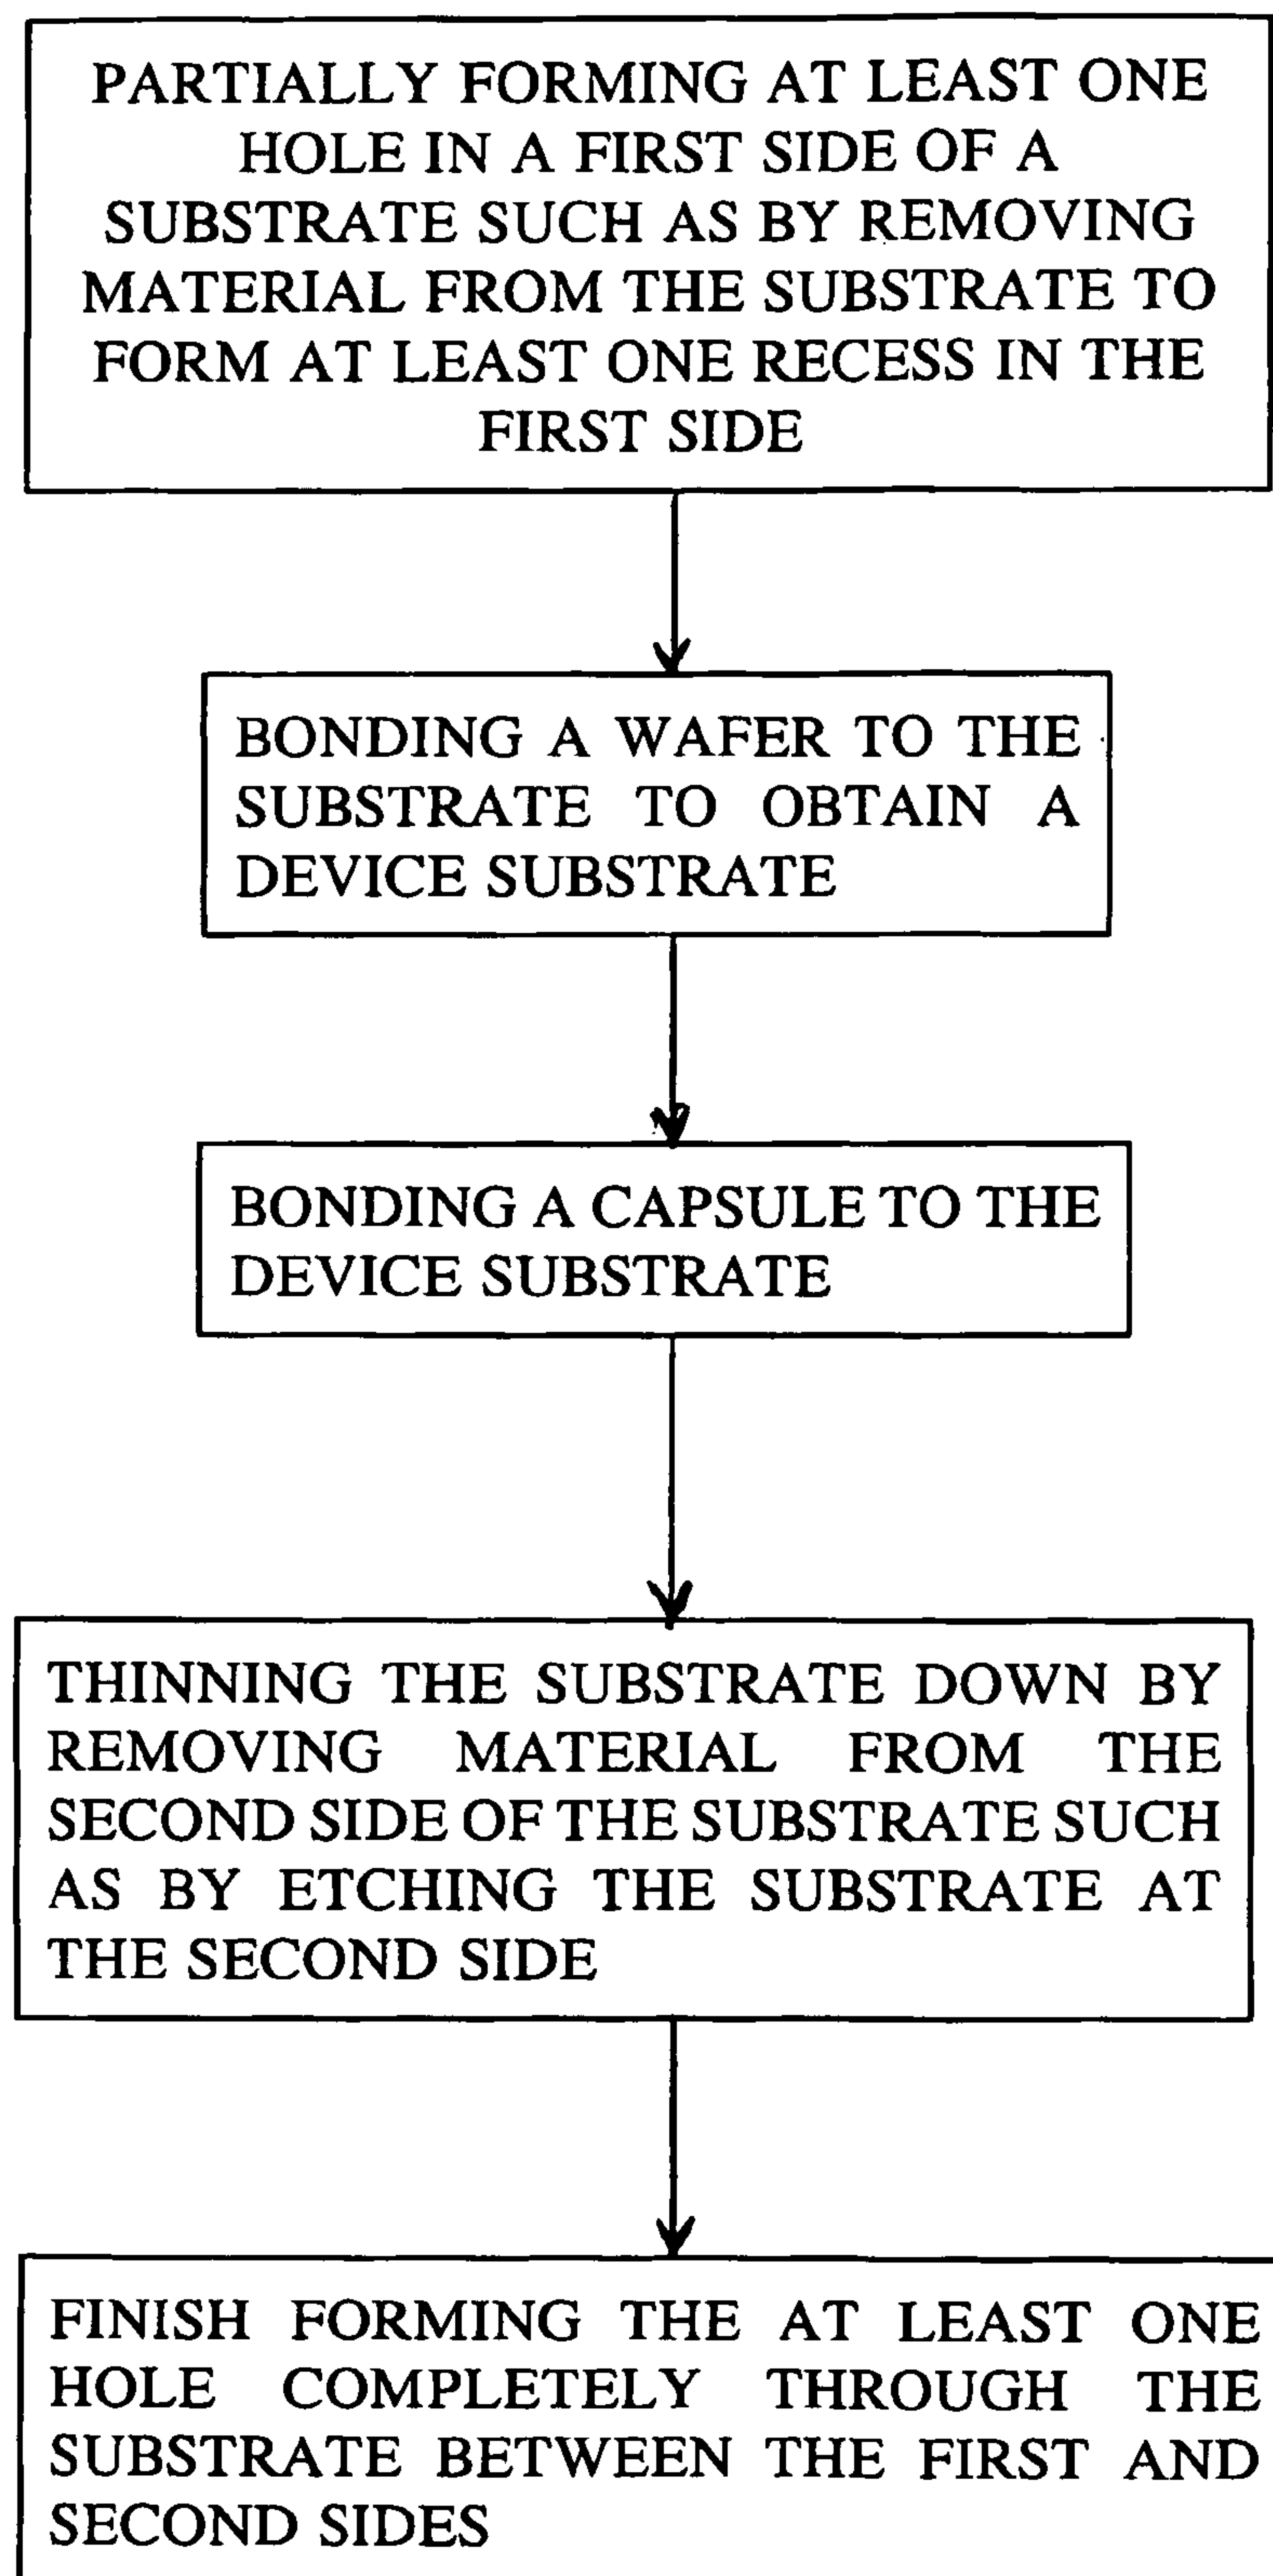 PARTIALLY FORMING AT LEAST ONE
HOLE IN A FIRST SIDE OF A
SUBSTRATE SUCH AS BY REMOVING
MATERIAL FROM THE SUBSTRATE TO
FORM AT LEAST ONE RECESS IN THE
FIRST SIDE
BONDING A WAFER TO THE
SUBSTRATE TO OBTAIN A
DEVICE SUBSTRATE
BONDING A CAPSULE TO THE
DEVICE SUBSTRATE
THINNING THE SUBSTRATE DOWN BY
REMOVING MATERIAL FROM THE
SECOND SIDE OF THE SUBSTRATE SUCH
AS BY ETCHING THE SUBSTRATE AT
THE SECOND SIDE
FINISH FORMING THE AT LEAST ONE
HOLE COMPLETELY THROUGH THE
SUBSTRATE BETWEEN THE FIRST AND
SECOND SIDES